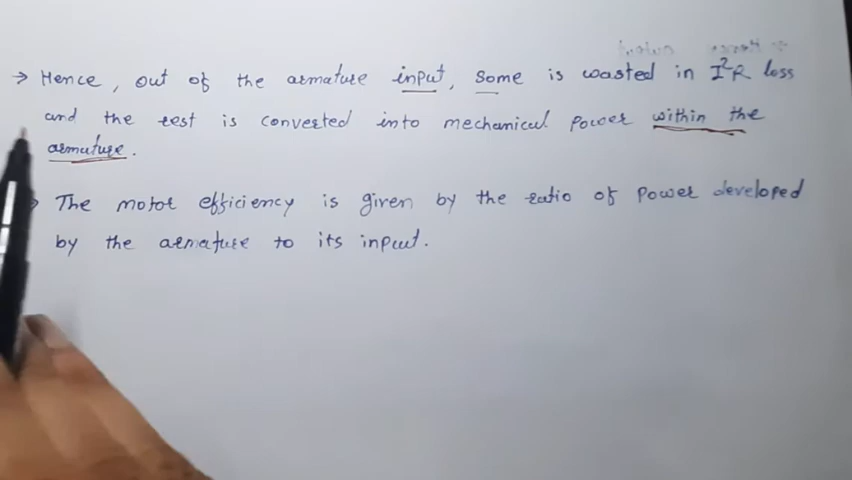 → Hence, out of the armature input, some is wasted in I²R loss
and the rest is converted into mechanical power within the
armature.
The motor efficiency is given by the ratio of power developed
by the armature to its input.